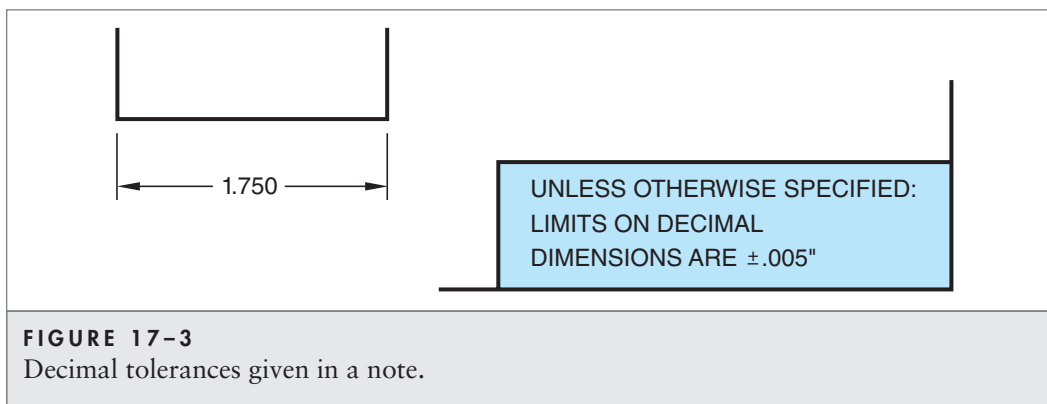 1.750
UNLESS OTHERWISE SPECIFIED:
LIMITS ON DECIMAL
DIMENSIONS ARE ±.005"
FIGURE 17–3
Decimal tolerances given in a note.